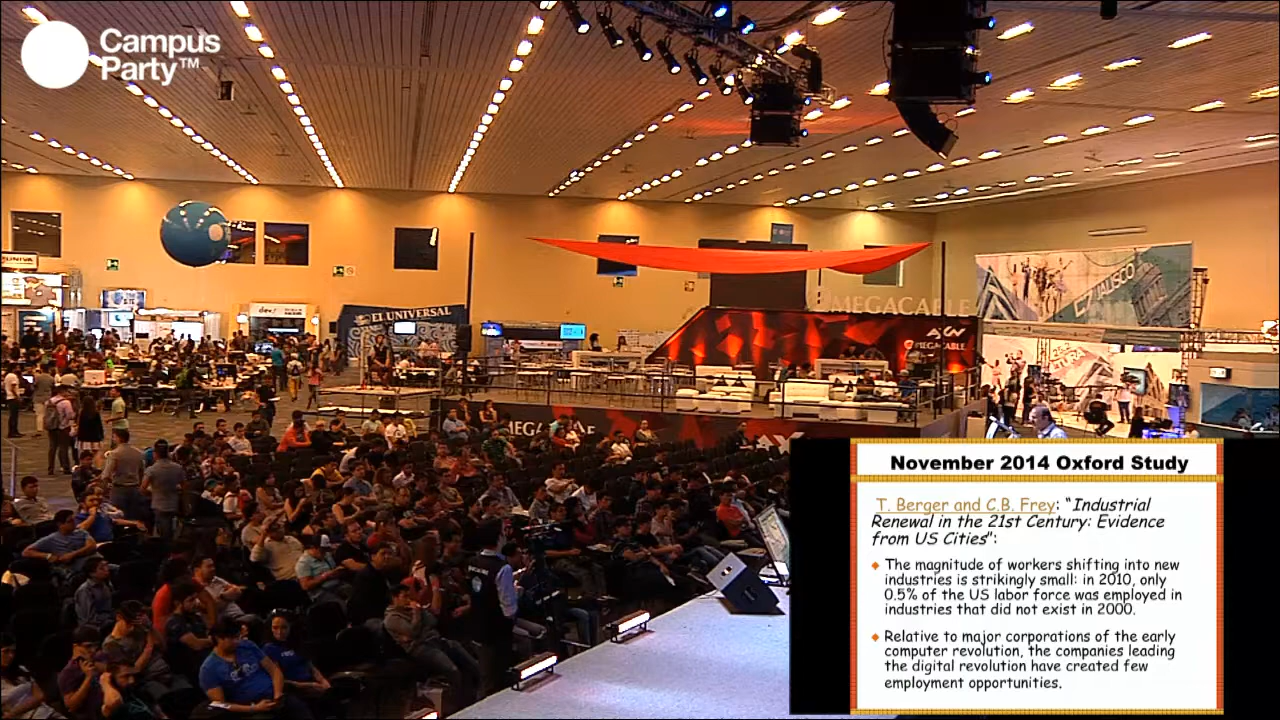 Campus
Party™
UNIVA
dev.f
EL UNIVERSAL
MEGACABLE
MEGACABLE
JALISCO
MEGACABLE
November 2014 Oxford Study
T. Berger and C.B. Frey: “Industrial
Renewal in the 21st Century: Evidence
from US Cities”:
The magnitude of workers shifting into new
industries is strikingly small: in 2010, only
0.5% of the US labor force was employed in
industries that did not exist in 2000.
Relative to major corporations of the early
computer revolution, the companies leading
the digital revolution have created few
employment opportunities.